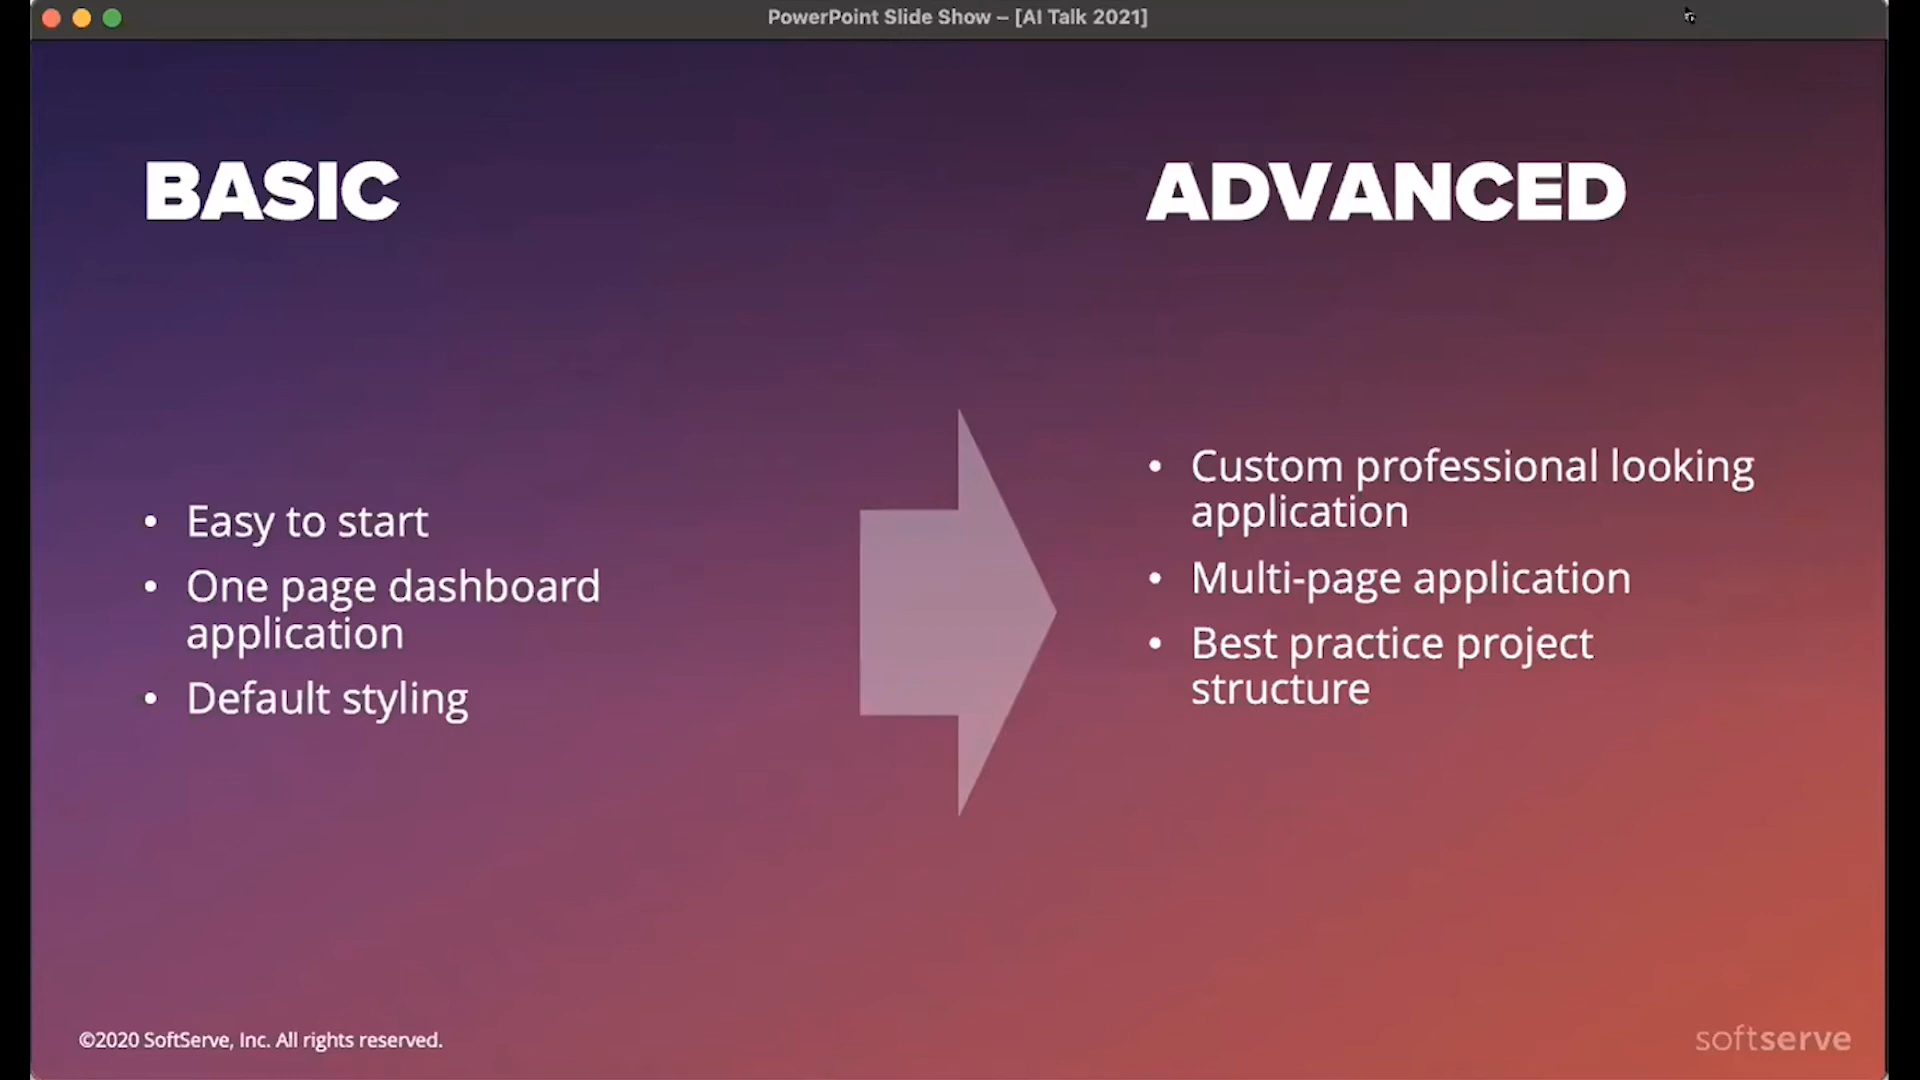 PowerPoint Slide Show – [AI Talk 2021]
BASIC
• Easy to start
• One page dashboard
application
• Default styling
ADVANCED
• Custom professional looking
application
• Multi-page application
• Best practice project
structure
©2020 SoftServe, Inc. All rights reserved.
softserve